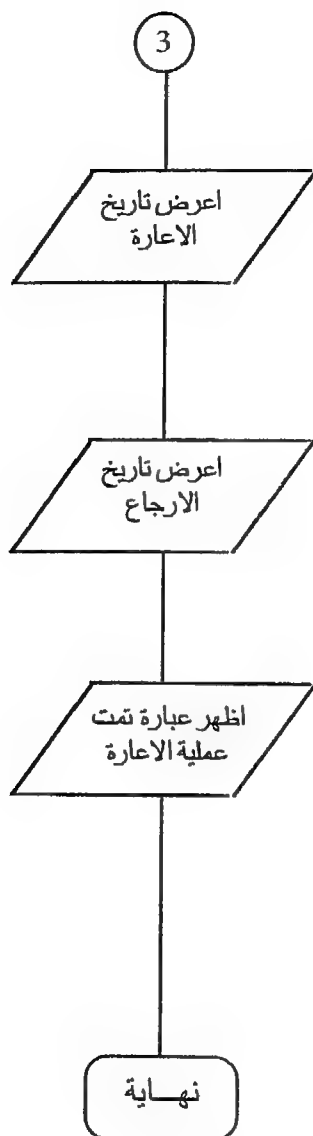 3
اعرض تاريخ
الاعارة
اعرض تاريخ
الارجاع
اظهر عبارة تمت
عملية الاعارة
نهـــاية